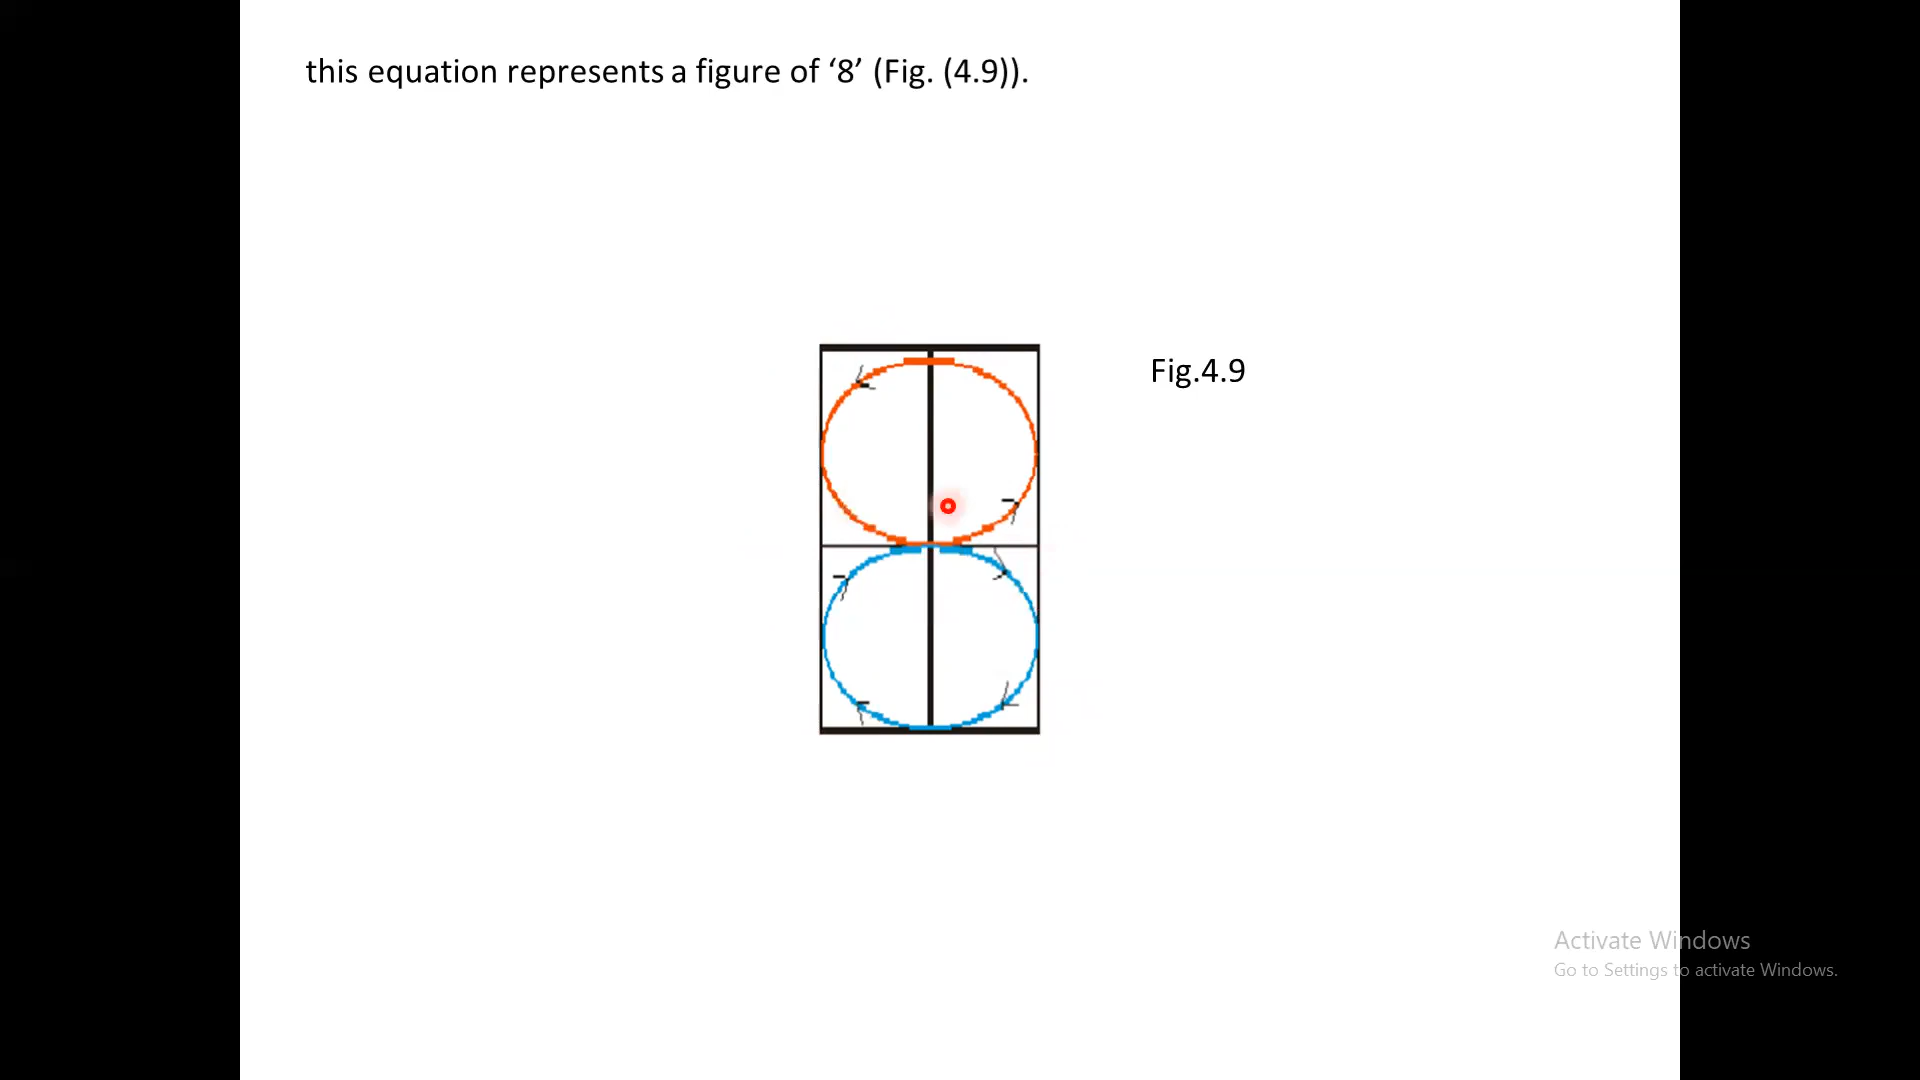 this equation represents a figure of ‘8’ (Fig. (4.9)).
Fig.4.9
Activate Windows
Go to Settings to activate Windows.